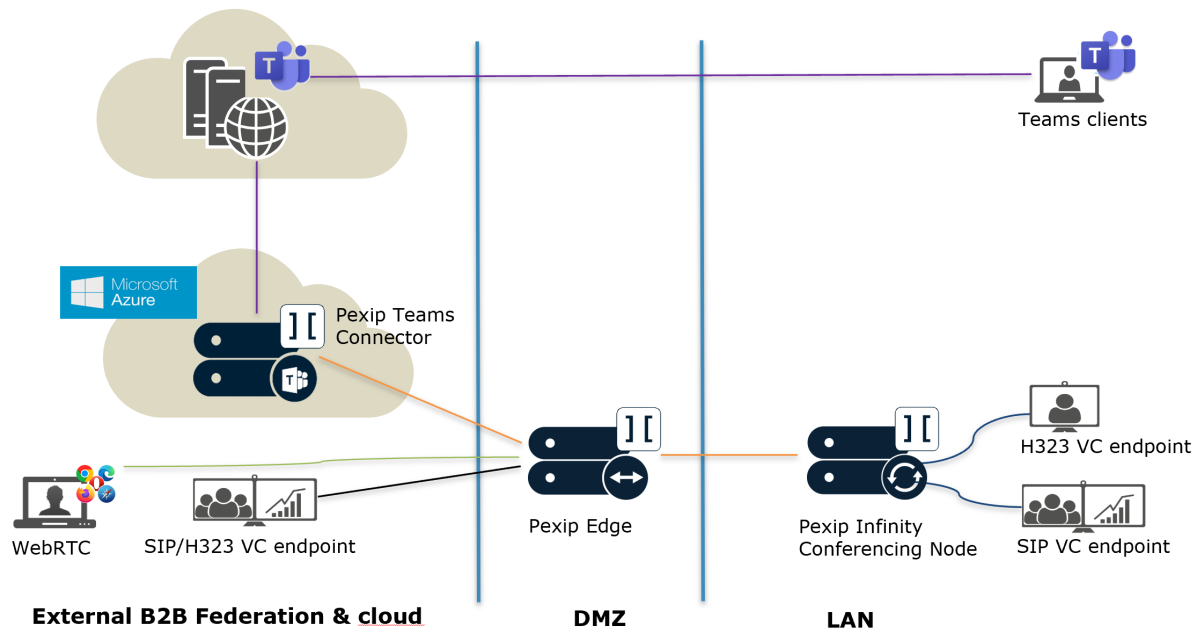 T
T
Teams clients
Microsoft
Azure
Pexip Teams
Connector
T
H323 VC endpoint
Pexip Edge
Pexip Infinity
Conferencing Node
WebRTC
SIP/H323 VC endpoint
SIP VC endpoint
External B2B Federation & cloud
DMZ
LAN